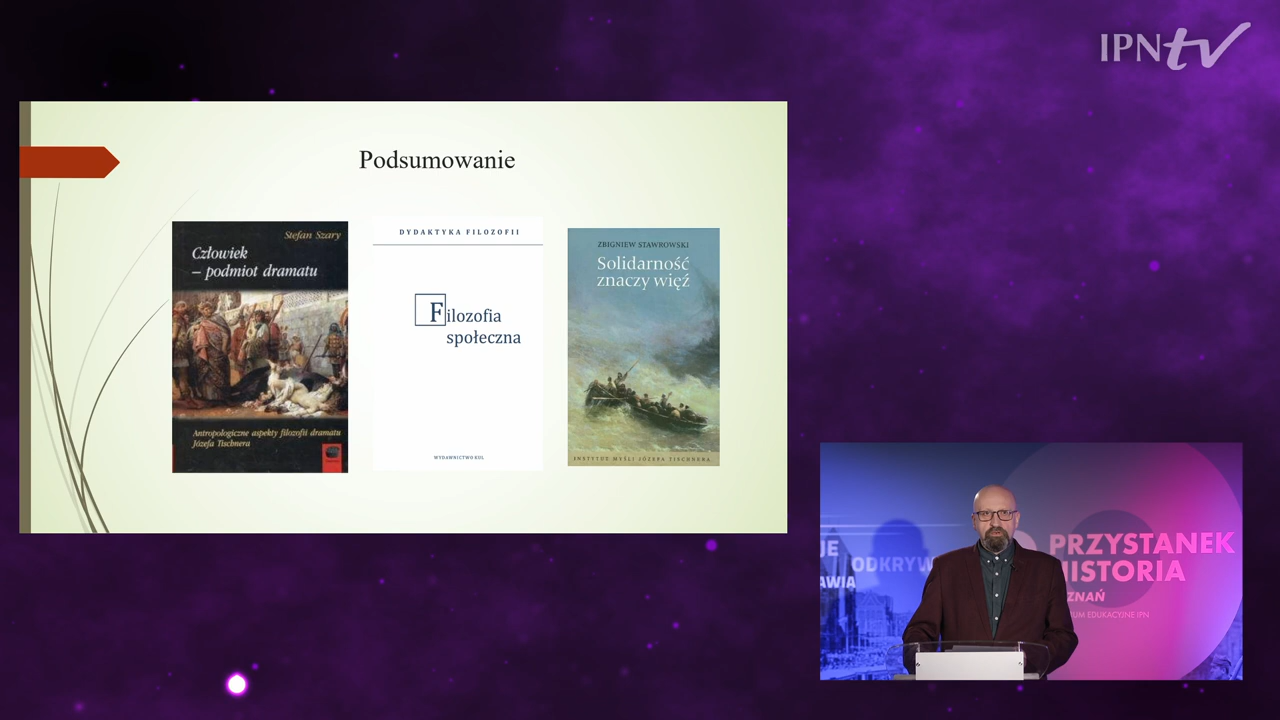 IPNtv
Podsumowanie
Stefan Szary
Człowiek
– podmiot dramatu
Antropologiczne aspekty filozofii dramatu
Józefa Tischnera
DYDAKTYKA FILOZOFII
Filozofia
społeczna
WYDAWNICTWO KUL
ZBIGNIEW STAWROWSKI
Solidarność
znaczy więź
INSTYTUT MYŚLI JÓZEFA TISCHNERA
JE
ODKRYW
AWIA
PRZYSTANEK
HISTORIA
ZNAŃ
UM EDUKACYJNE IPN